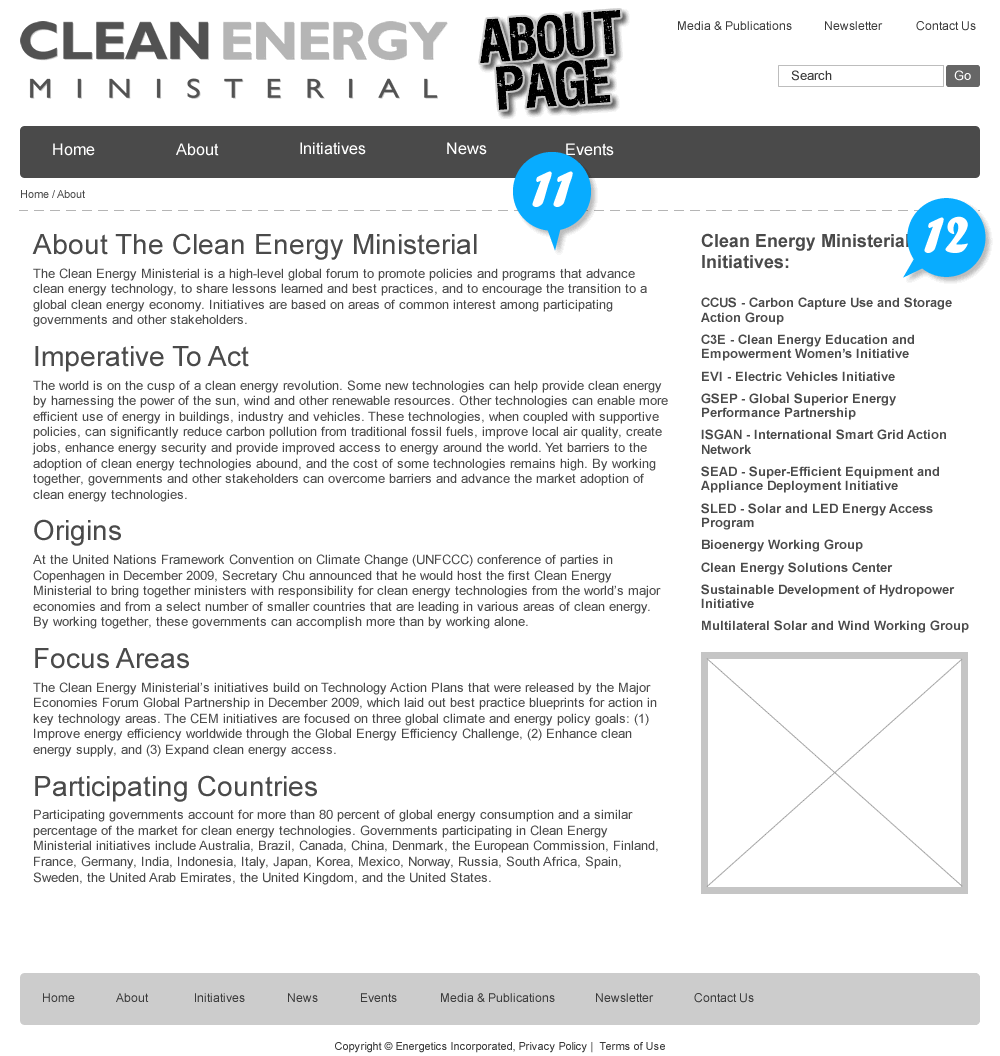 CLEAN ENERGY
MINISTERIAL
ABOUT
PAGE
Media & Publications Newsletter Contact Us
Search Go
Home About Initiatives News Events
Home / About
11
12
About The Clean Energy Ministerial
The Clean Energy Ministerial is a high-level global forum to promote policies and programs that advance
clean energy technology, to share lessons learned and best practices, and to encourage the transition to a
global clean energy economy. Initiatives are based on areas of common interest among participating
governments and other stakeholders.
Imperative To Act
The world is on the cusp of a clean energy revolution. Some new technologies can help provide clean energy
by harnessing the power of the sun, wind and other renewable resources. Other technologies can enable more
efficient use of energy in buildings, industry and vehicles. These technologies, when coupled with supportive
policies, can significantly reduce carbon pollution from traditional fossil fuels, improve local air quality, create
jobs, enhance energy security and provide improved access to energy around the world. Yet barriers to the
adoption of clean energy technologies abound, and the cost of some technologies remains high. By working
together, governments and other stakeholders can overcome barriers and advance the market adoption of
clean energy technologies.
Origins
At the United Nations Framework Convention on Climate Change (UNFCCC) conference of parties in
Copenhagen in December 2009, Secretary Chu announced that he would host the first Clean Energy
Ministerial to bring together ministers with responsibility for clean energy technologies from the world's major
economies and from a select number of smaller countries that are leading in various areas of clean energy.
By working together, these governments can accomplish more than by working alone.
Focus Areas
The Clean Energy Ministerial's initiatives build on Technology Action Plans that were released by the Major
Economies Forum Global Partnership in December 2009, which laid out best practice blueprints for action in
key technology areas. The CEM initiatives are focused on three global climate and energy policy goals: (1)
Improve energy efficiency worldwide through the Global Energy Efficiency Challenge, (2) Enhance clean
energy supply, and (3) Expand clean energy access.
Participating Countries
Participating governments account for more than 80 percent of global energy consumption and a similar
percentage of the market for clean energy technologies. Governments participating in Clean Energy
Ministerial initiatives include Australia, Brazil, Canada, China, Denmark, the European Commission, Finland,
France, Germany, India, Indonesia, Italy, Japan, Korea, Mexico, Norway, Russia, South Africa, Spain,
Sweden, the United Arab Emirates, the United Kingdom, and the United States.
Clean Energy Ministerial
Initiatives:
CCUS - Carbon Capture Use and Storage
Action Group
C3E - Clean Energy Education and
Empowerment Women's Initiative
EVI - Electric Vehicles Initiative
GSEP - Global Superior Energy
Performance Partnership
ISGAN - International Smart Grid Action
Network
SEAD - Super-Efficient Equipment and
Appliance Deployment Initiative
SLED - Solar and LED Energy Access
Program
Bioenergy Working Group
Clean Energy Solutions Center
Sustainable Development of Hydropower
Initiative
Multilateral Solar and Wind Working Group
Home About Initiatives News Events Media & Publications Newsletter Contact Us
Copyright © Energetics Incorporated, Privacy Policy | Terms of Use